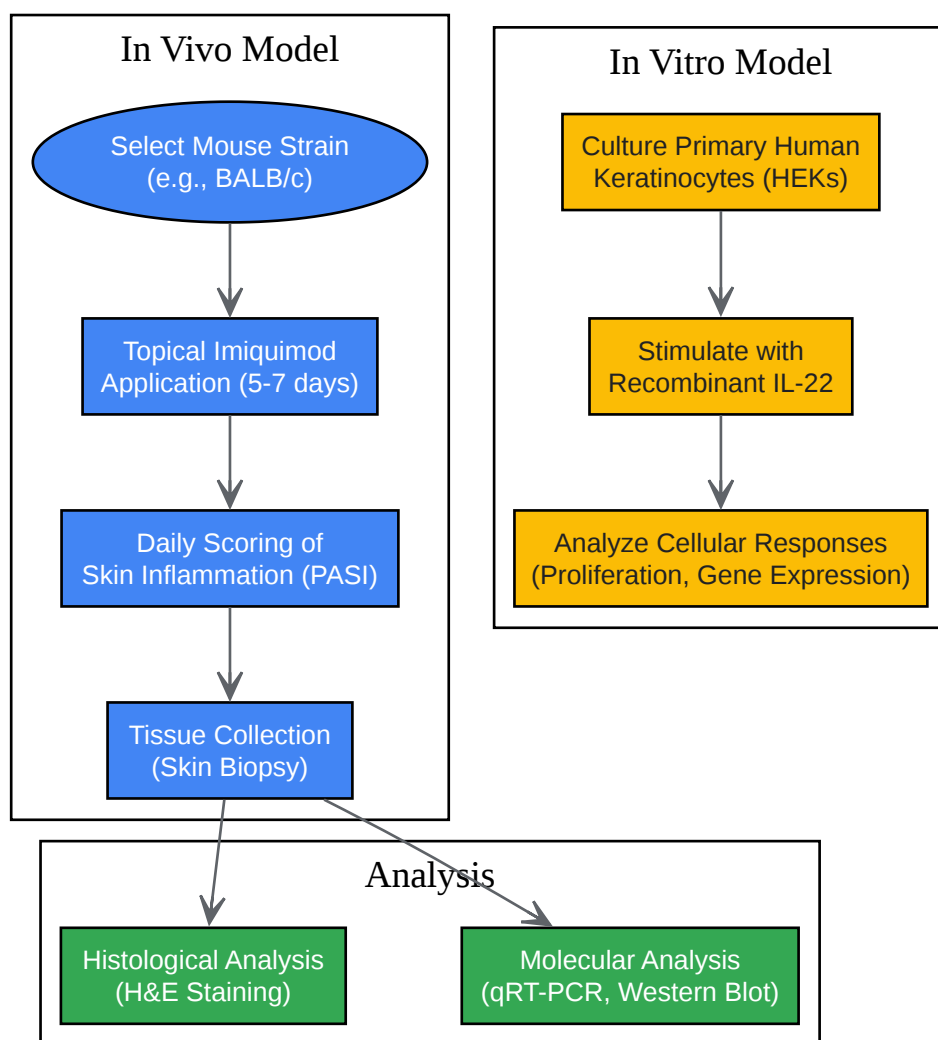 In Vivo Model
Select Mouse Strain
(e.g., BALB/c)
Topical Imiquimod
Application (5-7 days)
Daily Scoring of
Skin Inflammation (PASI)
Tissue Collection
(Skin Biopsy)
In Vitro Model
Culture Primary Human
Keratinocytes (HEKs)
Stimulate with
Recombinant IL-22
Analyze Cellular Responses
(Proliferation, Gene Expression)
Analysis
Histological Analysis
(H&E Staining)
Molecular Analysis
(qRT-PCR, Western Blot)